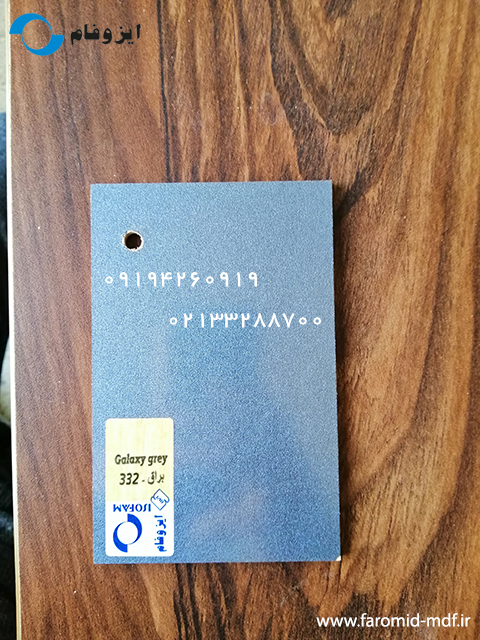 ایزوفام
۰۹۱۹۴۲۶۰۹۱۹
۰۲۱۳۳۲۸۸۷۰۰
Galaxy grey
332 - براق
ISOFAM
ایزوفام
www.faromid-mdf.ir